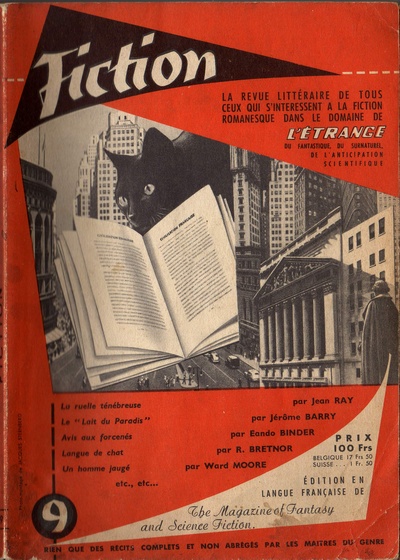 Fiction
LA REVUE LITTÉRAIRE DE TOUS
CEUX QUI S'INTERESSENT A LA FICTION
ROMANESQUE DANS LE DOMAINE DE
L'ÉTRANGE
DU FANTASTIQUE, DU SURNATUREL,
DE L'ANTICIPATION
SCIENTIFIQUE
La ruelle ténébreuse par Jean RAY
Le "Lait du Paradis" par Jérôme BARRY
Avis aux forcenés par Eando BINDER
Langue de chat par R. BRETNOR
Un homme jaugé par Ward MOORE
etc., etc...
PRIX
100 Frs
BELGIQUE 17 Frs 50
SUISSE . . . 1 Fr. 50
ÉDITION EN
LANGUE FRANÇAISE DE
The Magazine of Fantasy
and Science Fiction.
9
RIEN QUE DES RÉCITS COMPLETS ET NON ABRÉGÉS PAR LES MAITRES DU GENRE